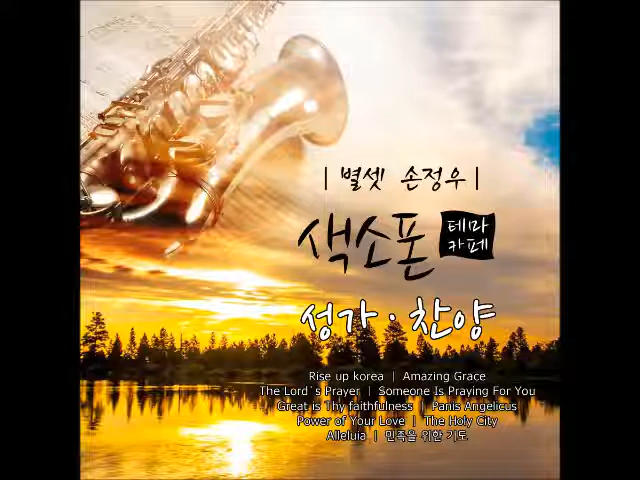 | 별셋 손정우 |
색소폰 테마
카페
성가·찬양
Rise up korea | Amazing Grace
The Lord`s Prayer | Someone Is Praying For You
Great is Thy faithfulness | Panis Angelicus
Power of Your Love | The Holy City
Alleluia | 민족을 위한 기도